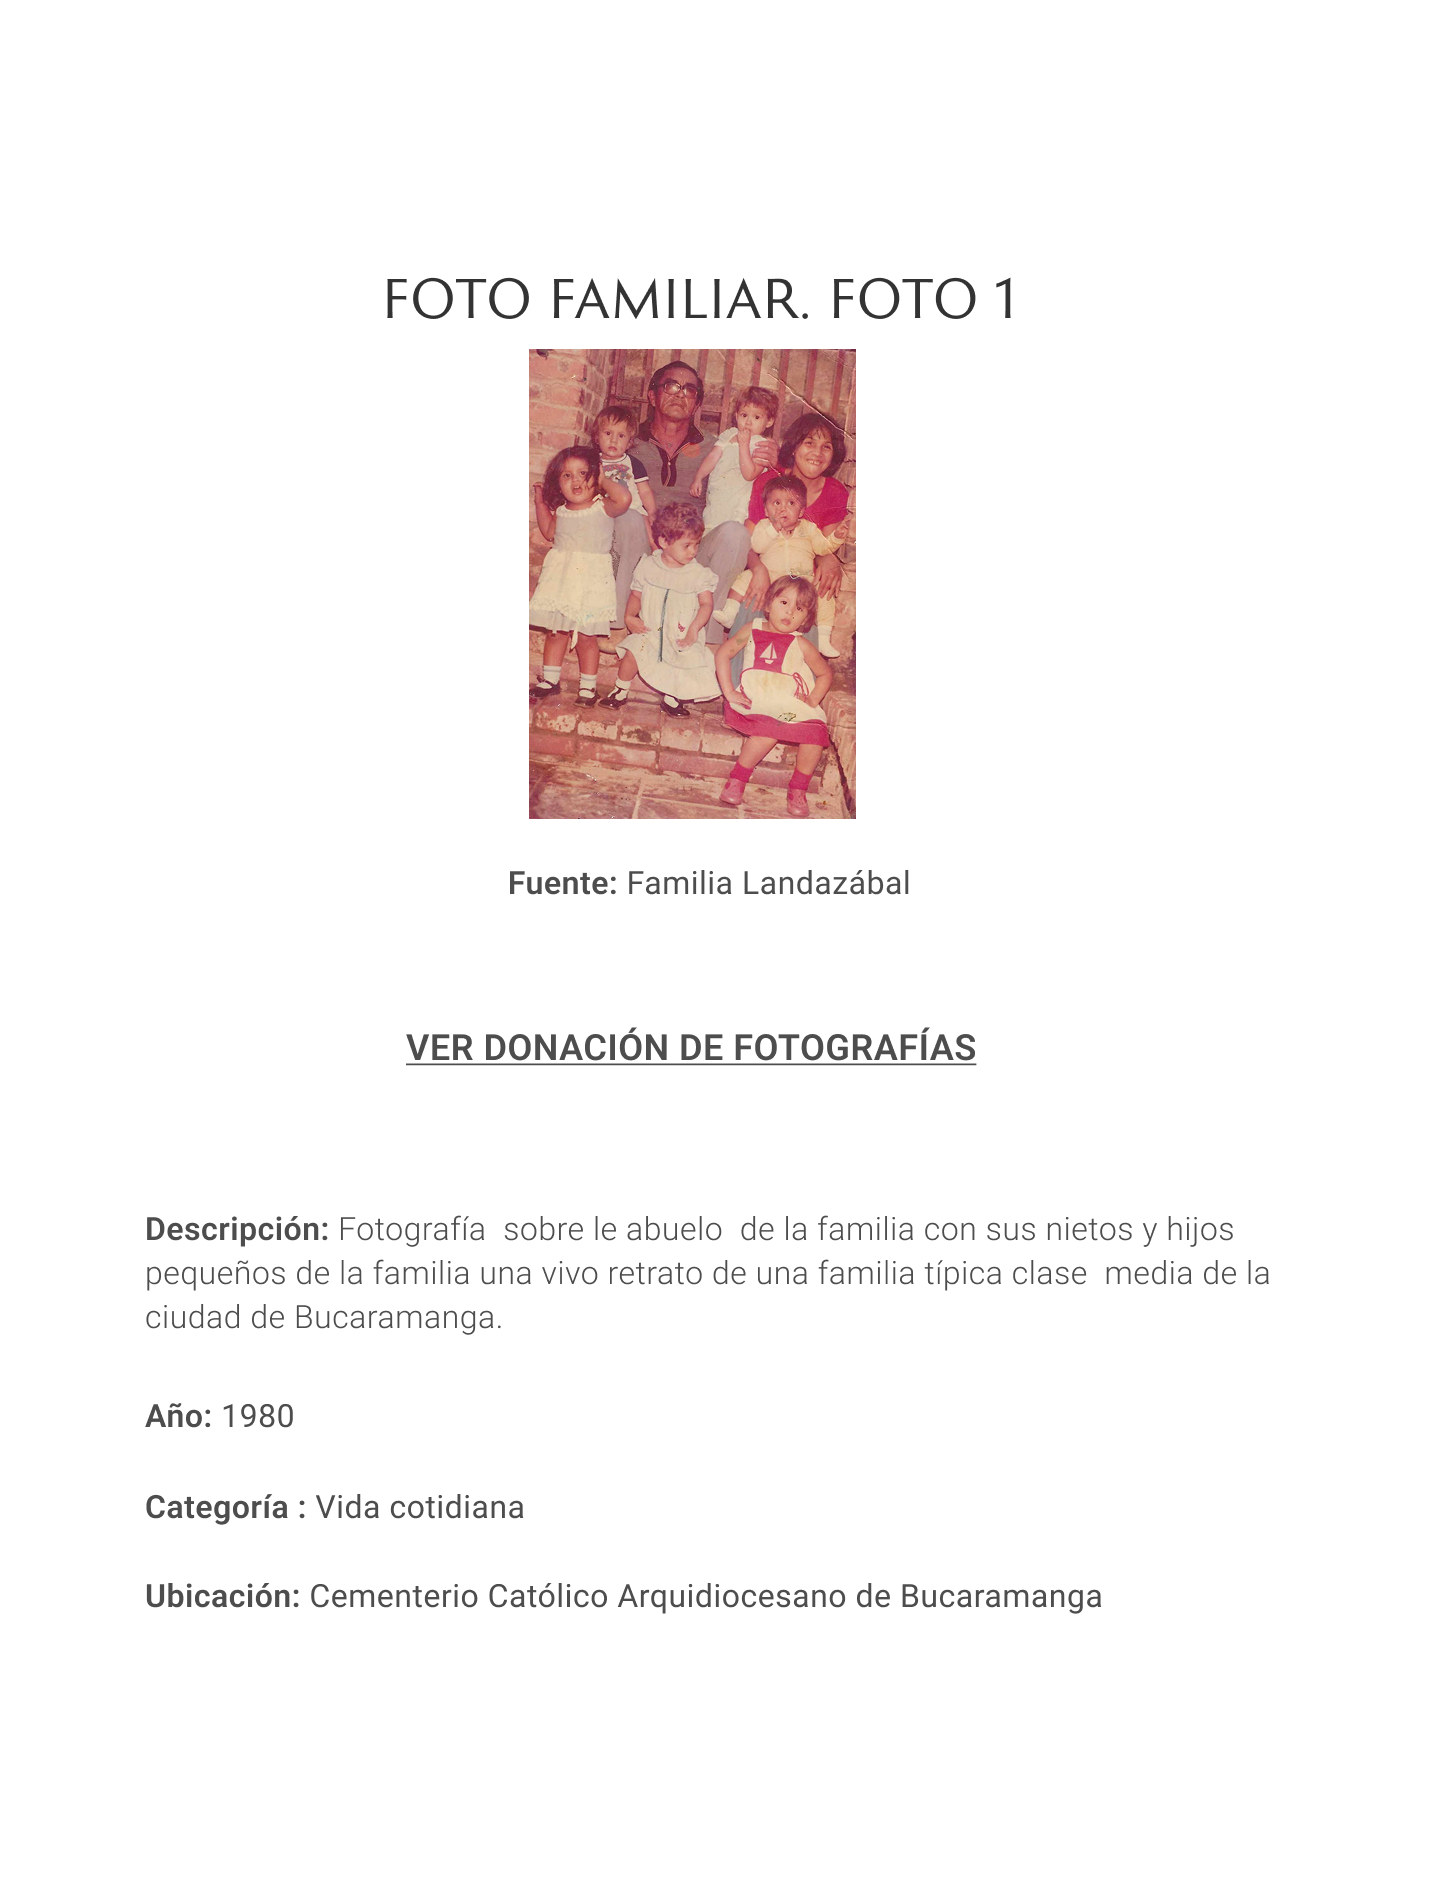 FOTO FAMILIAR. FOTO 1
Fuente: Familia Landazábal
VER DONACIÓN DE FOTOGRAFÍAS
Descripción: Fotografía  sobre le abuelo  de la familia con sus nietos y hijos
pequeños de la familia una vivo retrato de una familia típica clase  media de la
ciudad de Bucaramanga.
Año: 1980
Categoría : Vida cotidiana
Ubicación: Cementerio Católico Arquidiocesano de Bucaramanga